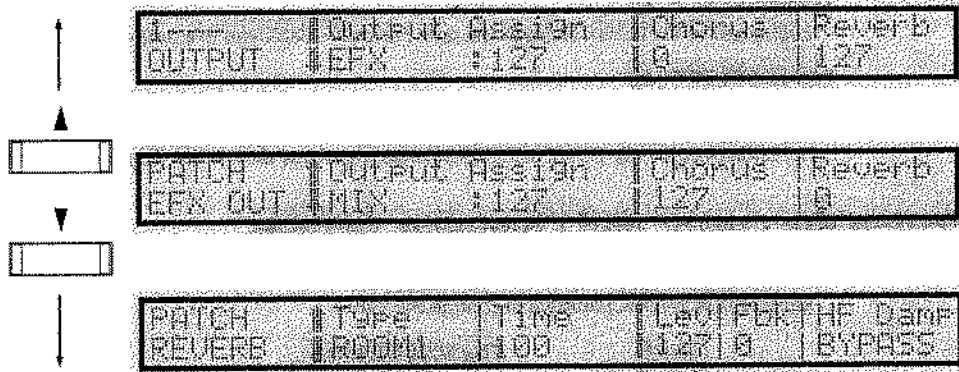 1---- Output Assign Chorus Reverb
OUTPUT EFX :127 0 127
PATCH Output Assign Chorus Reverb
EFX OUT MIX :127 127 0
PATCH Type Time Lev Fbk HF Damp
REVERB ROOM1 100 127 0 BYPASS